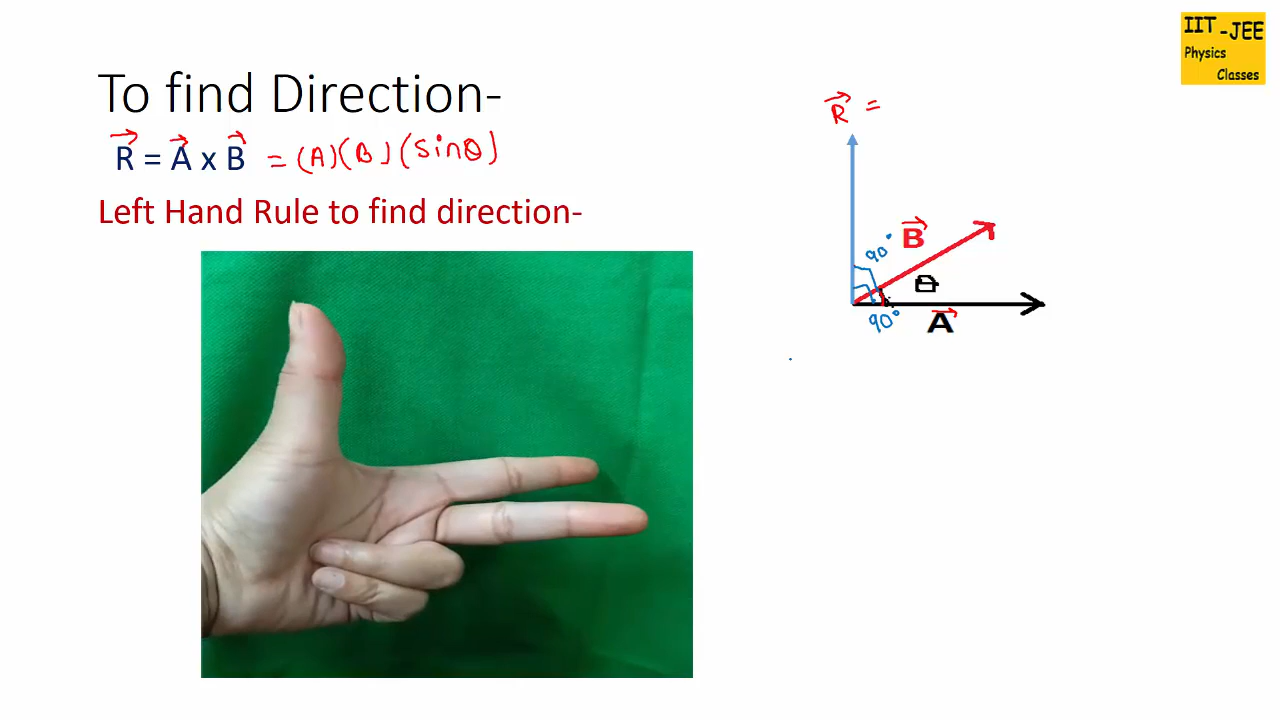 To find Direction-
R⃗ = A⃗ x B⃗ = (A)(B)(sinθ)
Left Hand Rule to find direction-
R⃗ =
90°
B⃗
θ
90°
A⃗
IIT-JEE
Physics
Classes